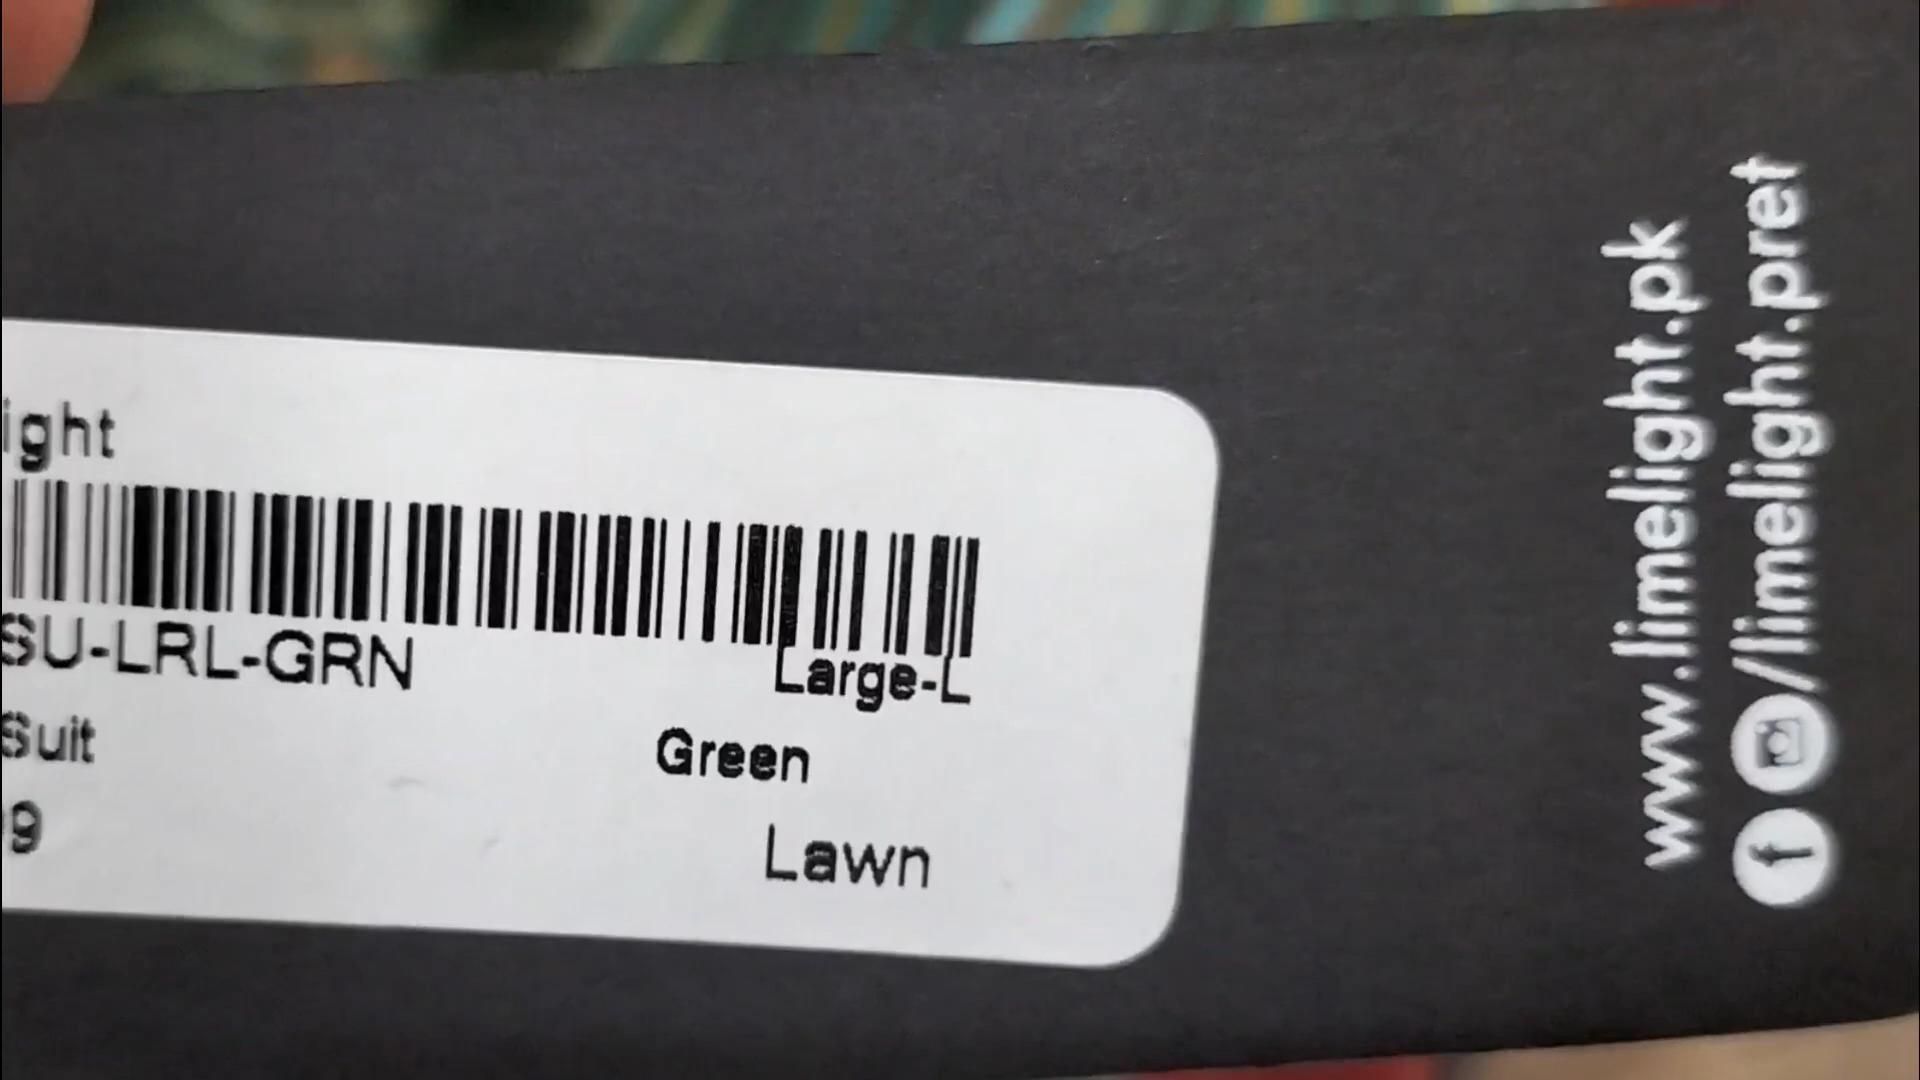 ight
SU-LRL-GRN Large-L
Suit Green
g Lawn
www.limelight.pk
/limelight.pret